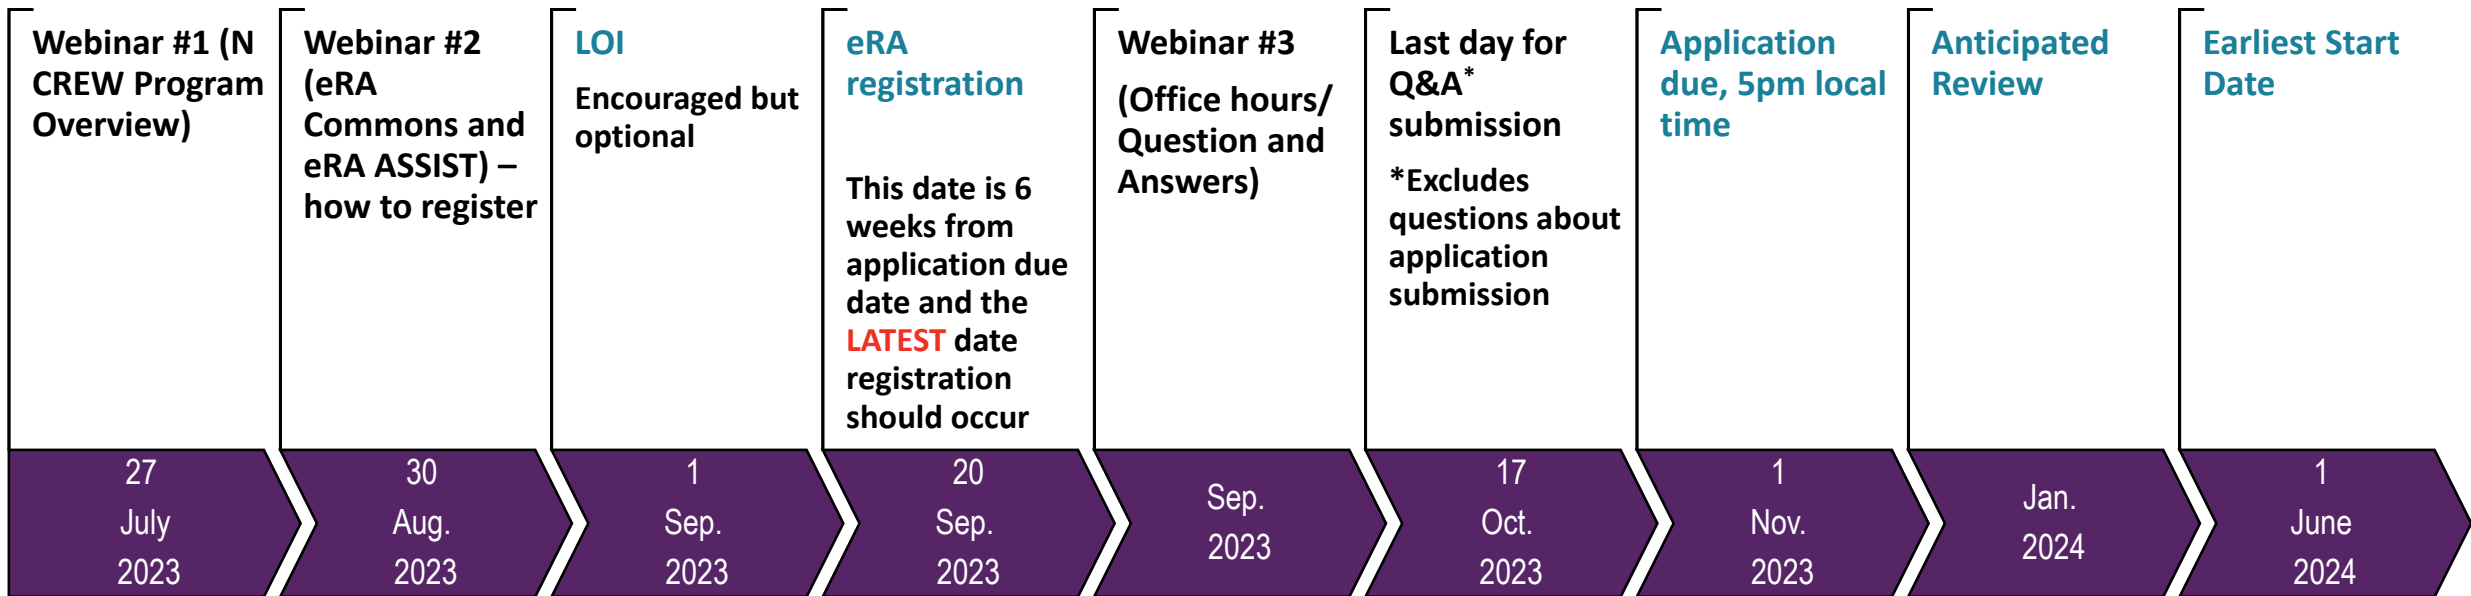 Webinar #1 (N
CREW Program
Overview)
27
July
2023
Webinar #2
(eRA
Commons and
eRA ASSIST) –
how to register
30
Aug.
2023
LOI
Encouraged but
optional
1
Sep.
2023
eRA
registration
This date is 6
weeks from
application due
date and the
LATEST date
registration
should occur
20
Sep.
2023
Webinar #3
(Office hours/
Question and
Answers)
Sep.
2023
Last day for
Q&A*
submission
*Excludes
questions about
application
submission
17
Oct.
2023
Application
due, 5pm local
time
1
Nov.
2023
Anticipated
Review
Jan.
2024
Earliest Start
Date
1
June
2024